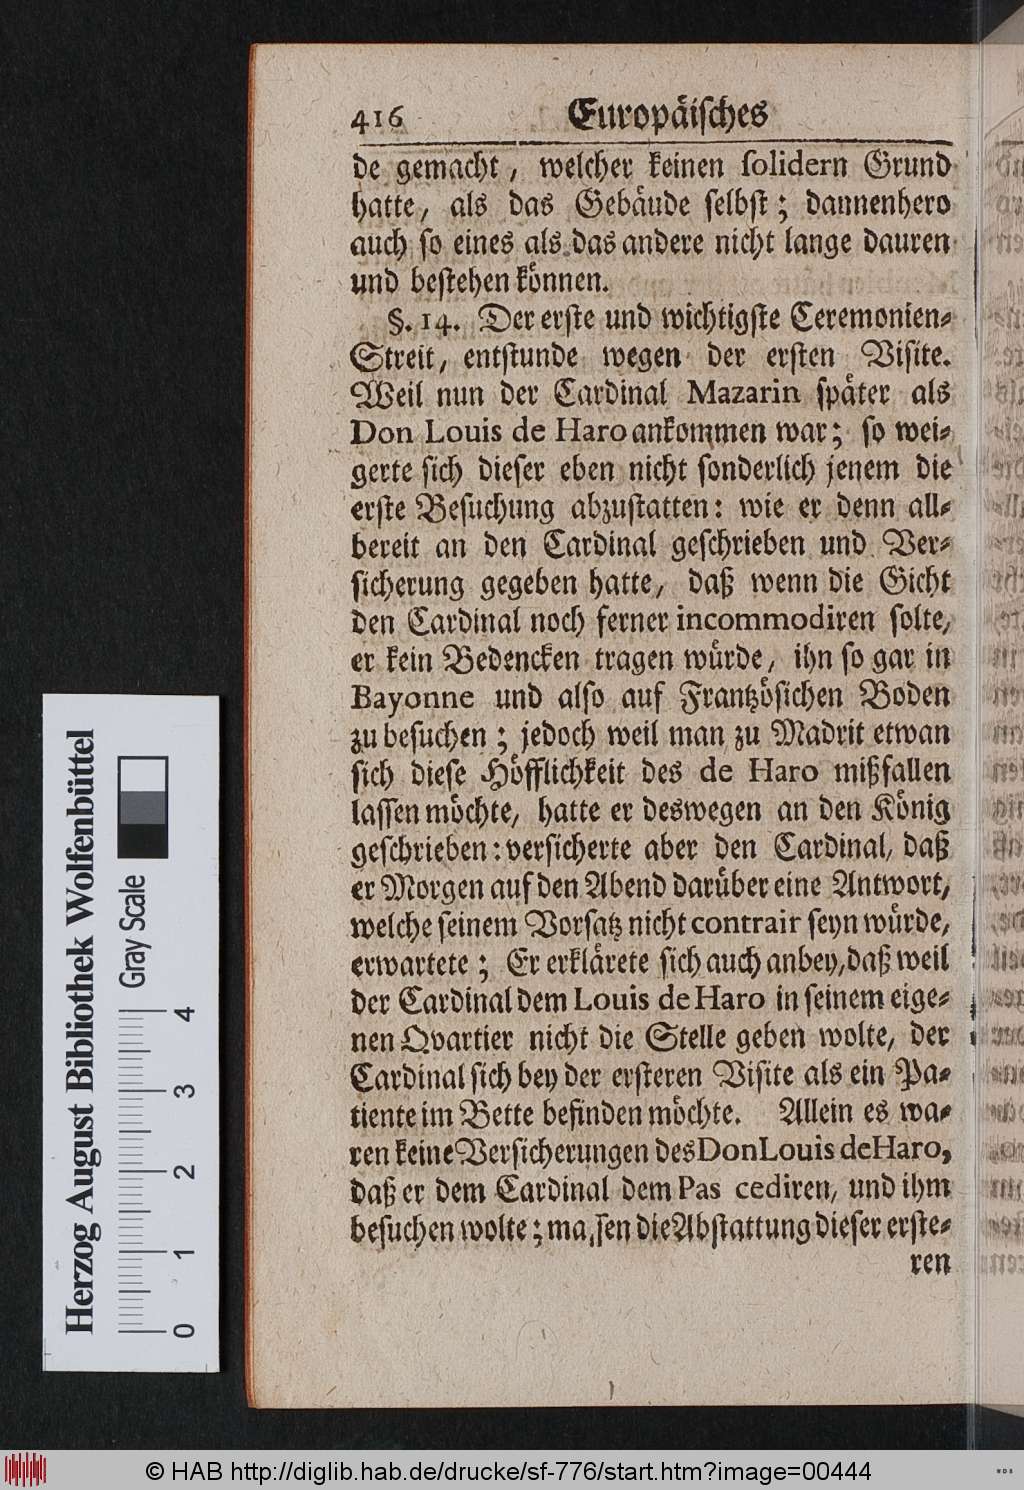 416 Europäiſches
de gemacht, welcher keinen ſolidern Grund
hatte, als das Gebäude ſelbſt; dannenhero
auch ſo eines als das andere nicht lange dauren
und beſtehen können.
§. 14. Der erſte und wichtigſte Ceremonien-
Streit, entſtunde wegen der erſten Viſite.
Weil nun der Cardinal Mazarin ſpäter als
Don Louis de Haro ankommen war; ſo wei-
gerte ſich dieſer eben nicht ſonderlich jenem die
erſte Beſuchung abzuſtatten: wie er denn all-
bereit an den Cardinal geſchrieben und Ver-
ſicherung gegeben hatte, daß wenn die Gicht
den Cardinal noch ferner incommodiren ſolte,
er kein Bedencken tragen würde, ihn ſo gar in
Bayonne und alſo auf Frantzöſichen Boden
zu beſuchen; jedoch weil man zu Madrit etwan
ſich dieſe Höfflichkeit des de Haro mißfallen
laſſen möchte, hatte er deswegen an den König
geſchrieben: verſicherte aber den Cardinal, daß
er Morgen auf den Abend darüber eine Antwort,
welche ſeinem Vorſatz nicht contrair ſeyn würde,
erwartete; Er erklärete ſich auch anbey, daß weil
der Cardinal dem Louis de Haro in ſeinem eige-
nen Qvartier nicht die Stelle geben wolte, der
Cardinal ſich bey der erſteren Viſite als ein Pa-
tiente im Bette befinden möchte. Allein es wa-
ren keine Verſicherungen des Don Louis de Haro,
daß er dem Cardinal dem Pas cediren, und ihm
beſuchen wolte; maſſen die Abſtattung dieſer erſte-
ren
Herzog August Bibliothek Wolfenbüttel
Gray Scale
0 1 2 3 4
© HAB http://diglib.hab.de/drucke/sf-776/start.htm?image=00444